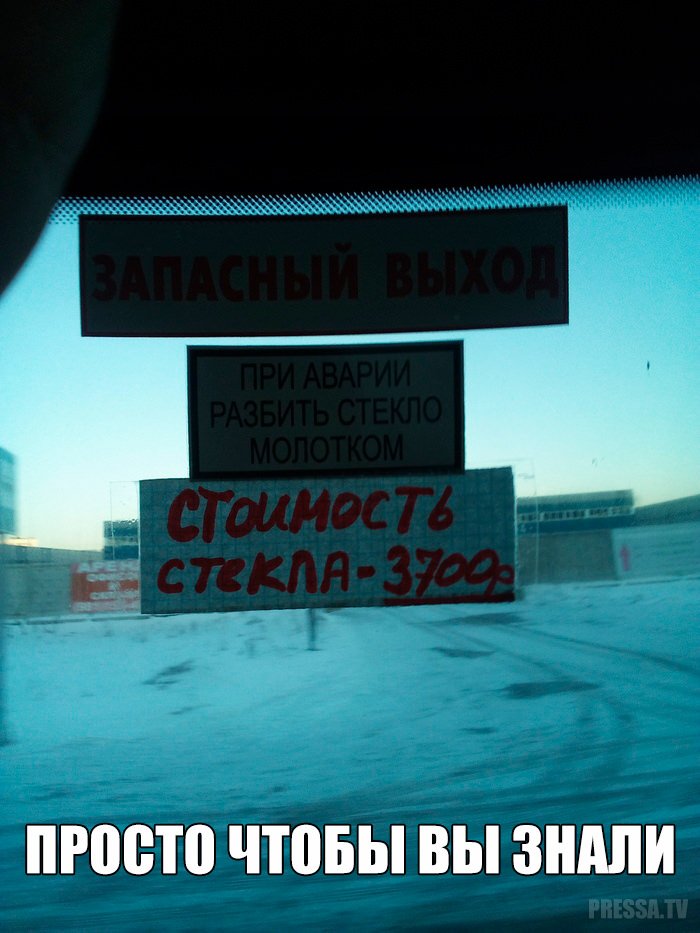 ЗАПАСНЫЙ ВЫХОД
ПРИ АВАРИИ
РАЗБИТЬ СТЕКЛО
МОЛОТКОМ
СТОИМОСТЬ
СТЕКЛА-3700р
ПРОСТО ЧТОБЫ ВЫ ЗНАЛИ
PRESSA.TV